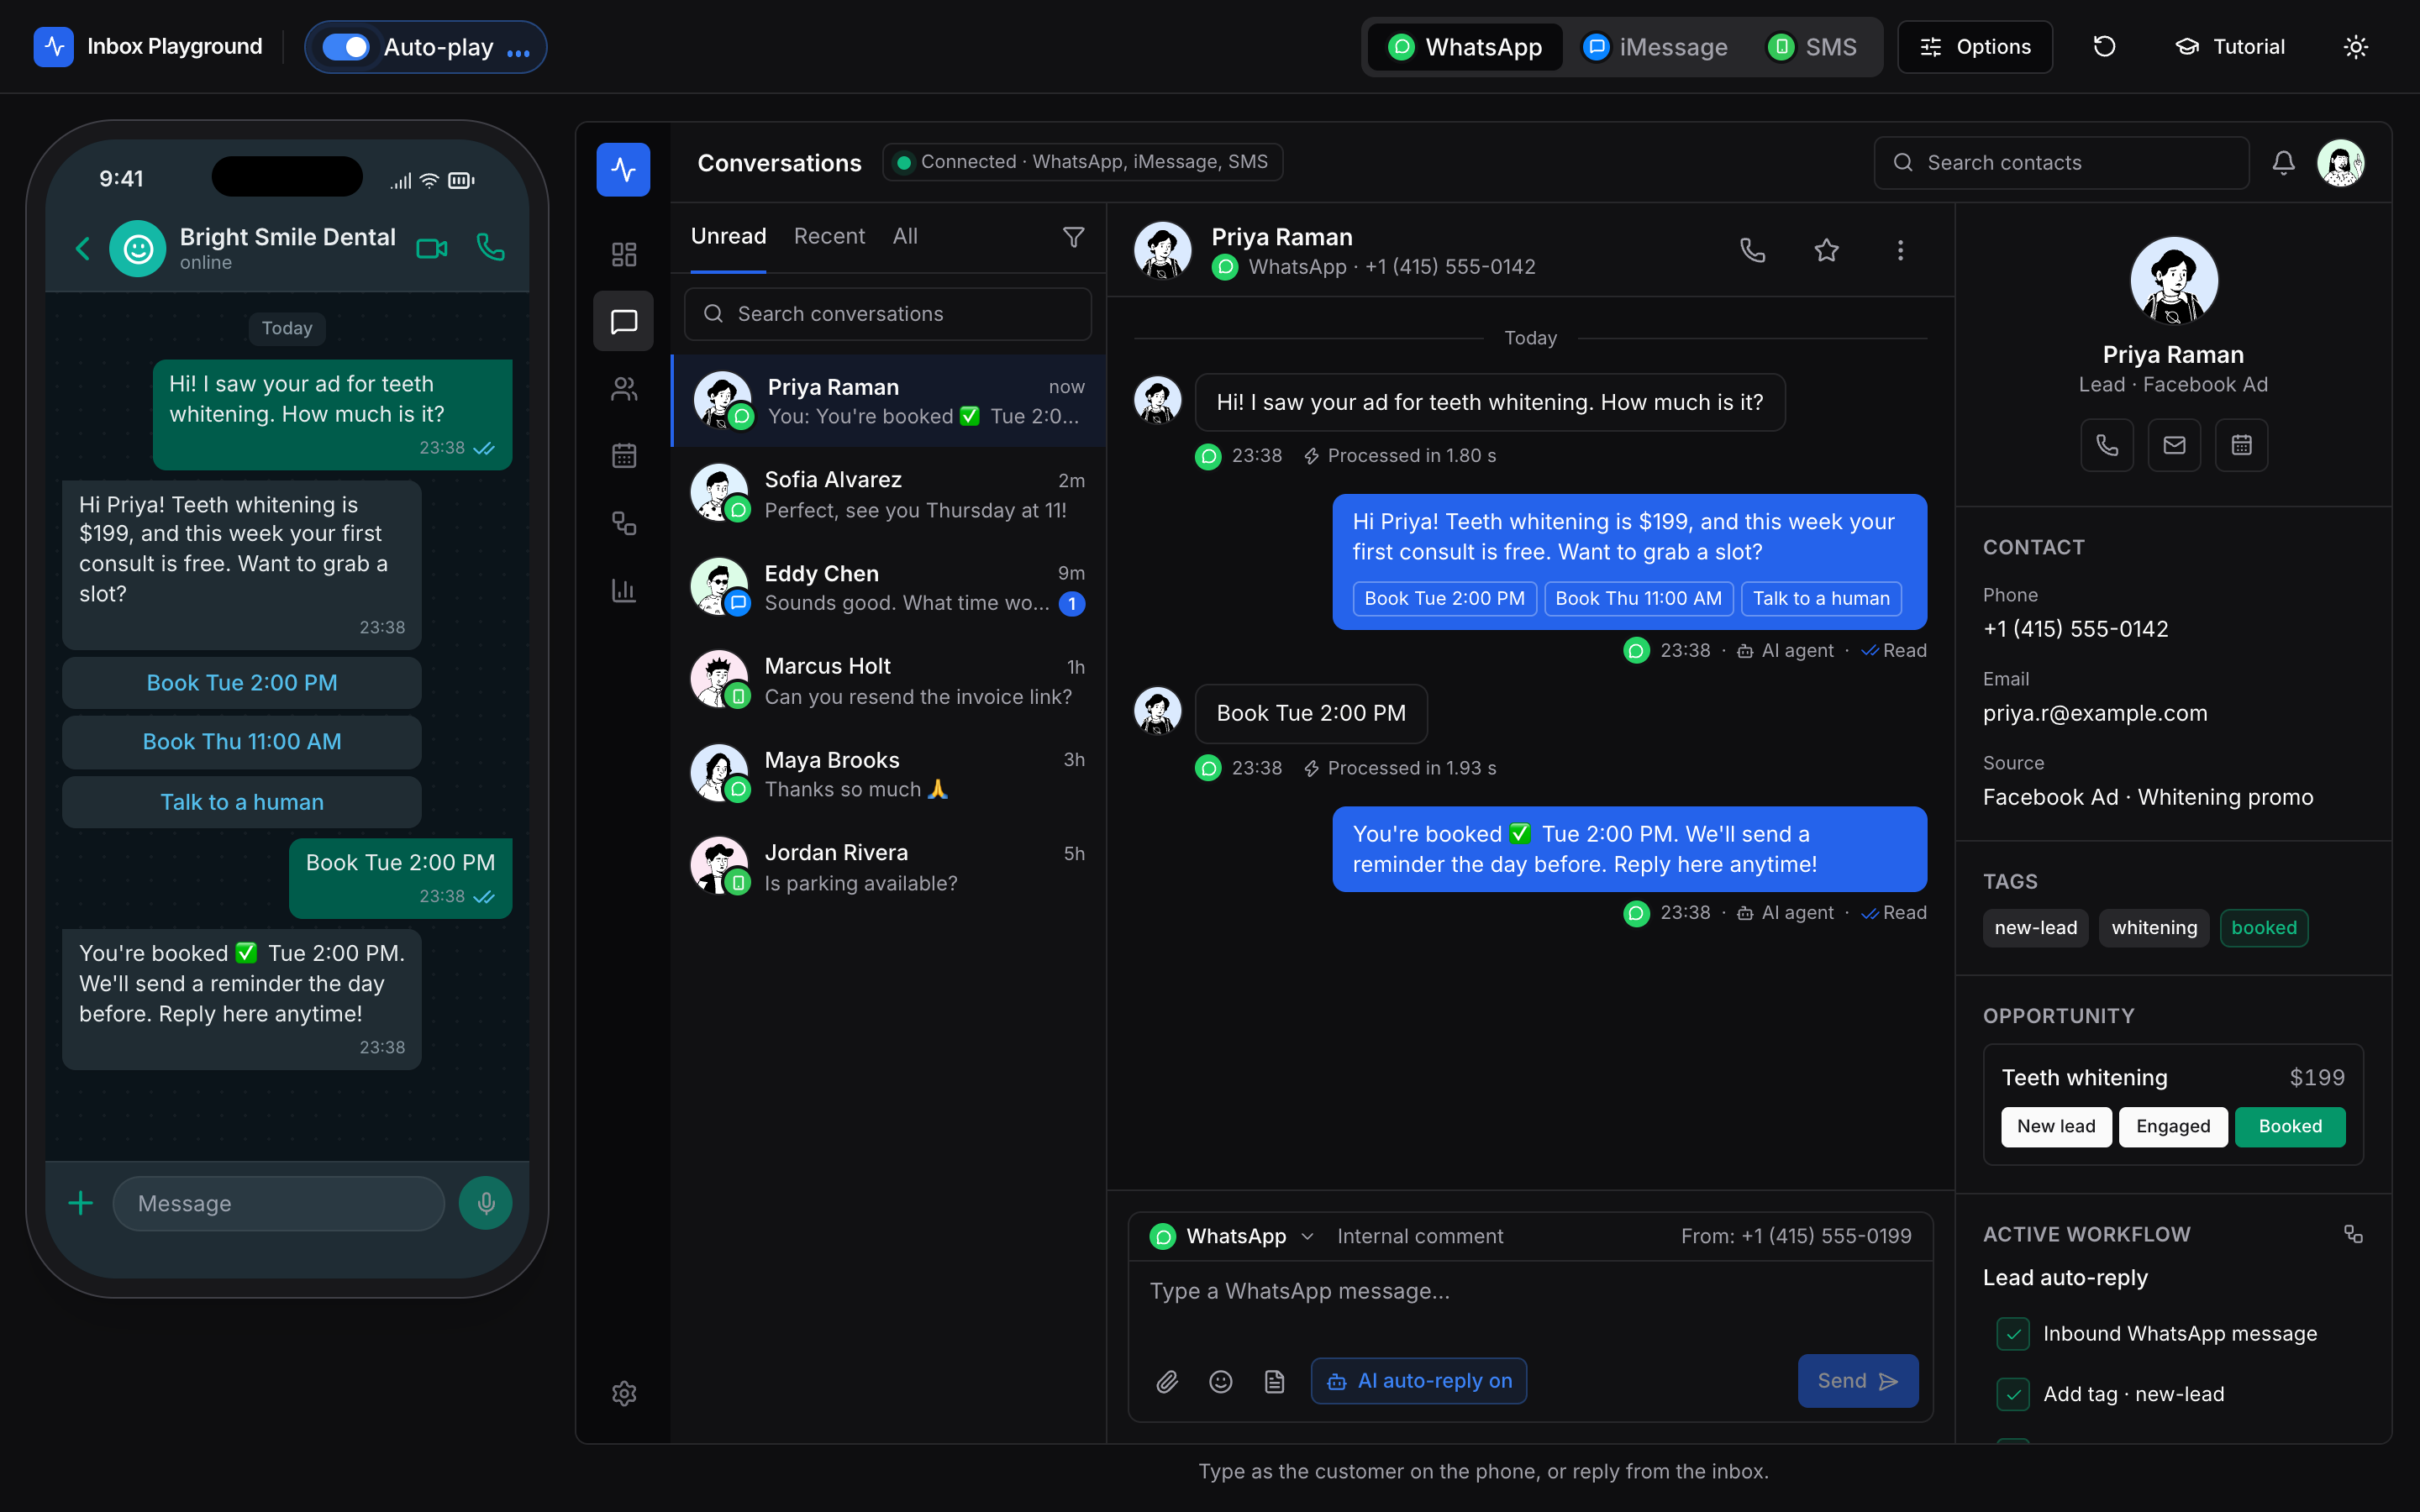 Inbox Playground
Auto-play ...
WhatsApp
iMessage
SMS
Options
Tutorial
9:41
Bright Smile Dental
online
Today
Hi! I saw your ad for teeth
whitening. How much is it?
23:38
Hi Priya! Teeth whitening is
$199, and this week your first
consult is free. Want to grab a
slot?
23:38
Book Tue 2:00 PM
Book Thu 11:00 AM
Talk to a human
Book Tue 2:00 PM
23:38
You're booked ✅ Tue 2:00 PM.
We'll send a reminder the day
before. Reply here anytime!
23:38
Message
Conversations
Connected · WhatsApp, iMessage, SMS
Search contacts
Unread
Recent
All
Search conversations
Priya Raman
now
You: You're booked ✅ Tue 2:0...
Sofia Alvarez
2m
Perfect, see you Thursday at 11!
Eddy Chen
9m
Sounds good. What time wo...
1
Marcus Holt
1h
Can you resend the invoice link?
Maya Brooks
3h
Thanks so much 🙏
Jordan Rivera
5h
Is parking available?
Priya Raman
WhatsApp · +1 (415) 555-0142
Today
Hi! I saw your ad for teeth whitening. How much is it?
23:38 Processed in 1.80 s
Hi Priya! Teeth whitening is $199, and this week your
first consult is free. Want to grab a slot?
Book Tue 2:00 PM
Book Thu 11:00 AM
Talk to a human
23:38 · AI agent · Read
Book Tue 2:00 PM
23:38 Processed in 1.93 s
You're booked ✅ Tue 2:00 PM. We'll send a
reminder the day before. Reply here anytime!
23:38 · AI agent · Read
WhatsApp
Internal comment
From: +1 (415) 555-0199
Type a WhatsApp message...
AI auto-reply on
Send
Priya Raman
Lead · Facebook Ad
CONTACT
Phone
+1 (415) 555-0142
Email
priya.r@example.com
Source
Facebook Ad · Whitening promo
TAGS
new-lead
whitening
booked
OPPORTUNITY
Teeth whitening
$199
New lead
Engaged
Booked
ACTIVE WORKFLOW
Lead auto-reply
Inbound WhatsApp message
Add tag · new-lead
Type as the customer on the phone, or reply from the inbox.